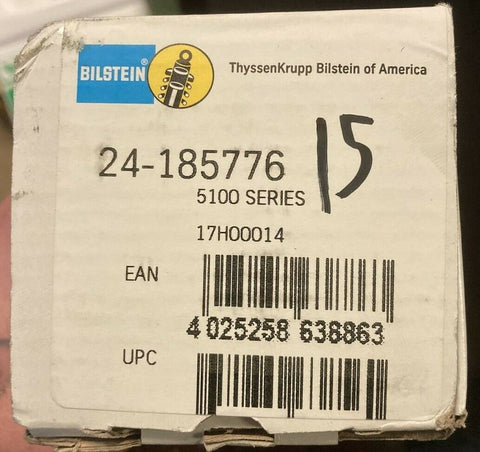 BILSTEIN®
ThyssenKrupp Bilstein of America
24-185776
15
5100 SERIES
17H00014
EAN
4 025258 638863
UPC